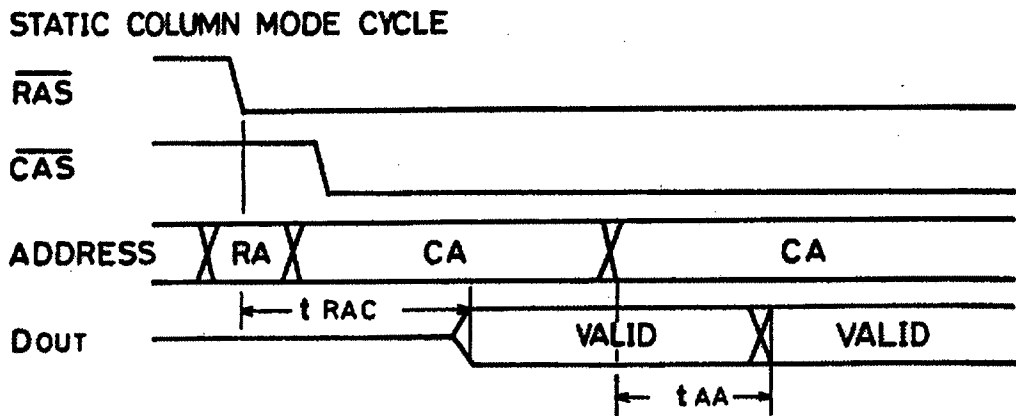 STATIC COLUMN MODE CYCLE
RAS
CAS
ADDRESS RA CA CA
t RAC
DOUT VALID VALID
t AA